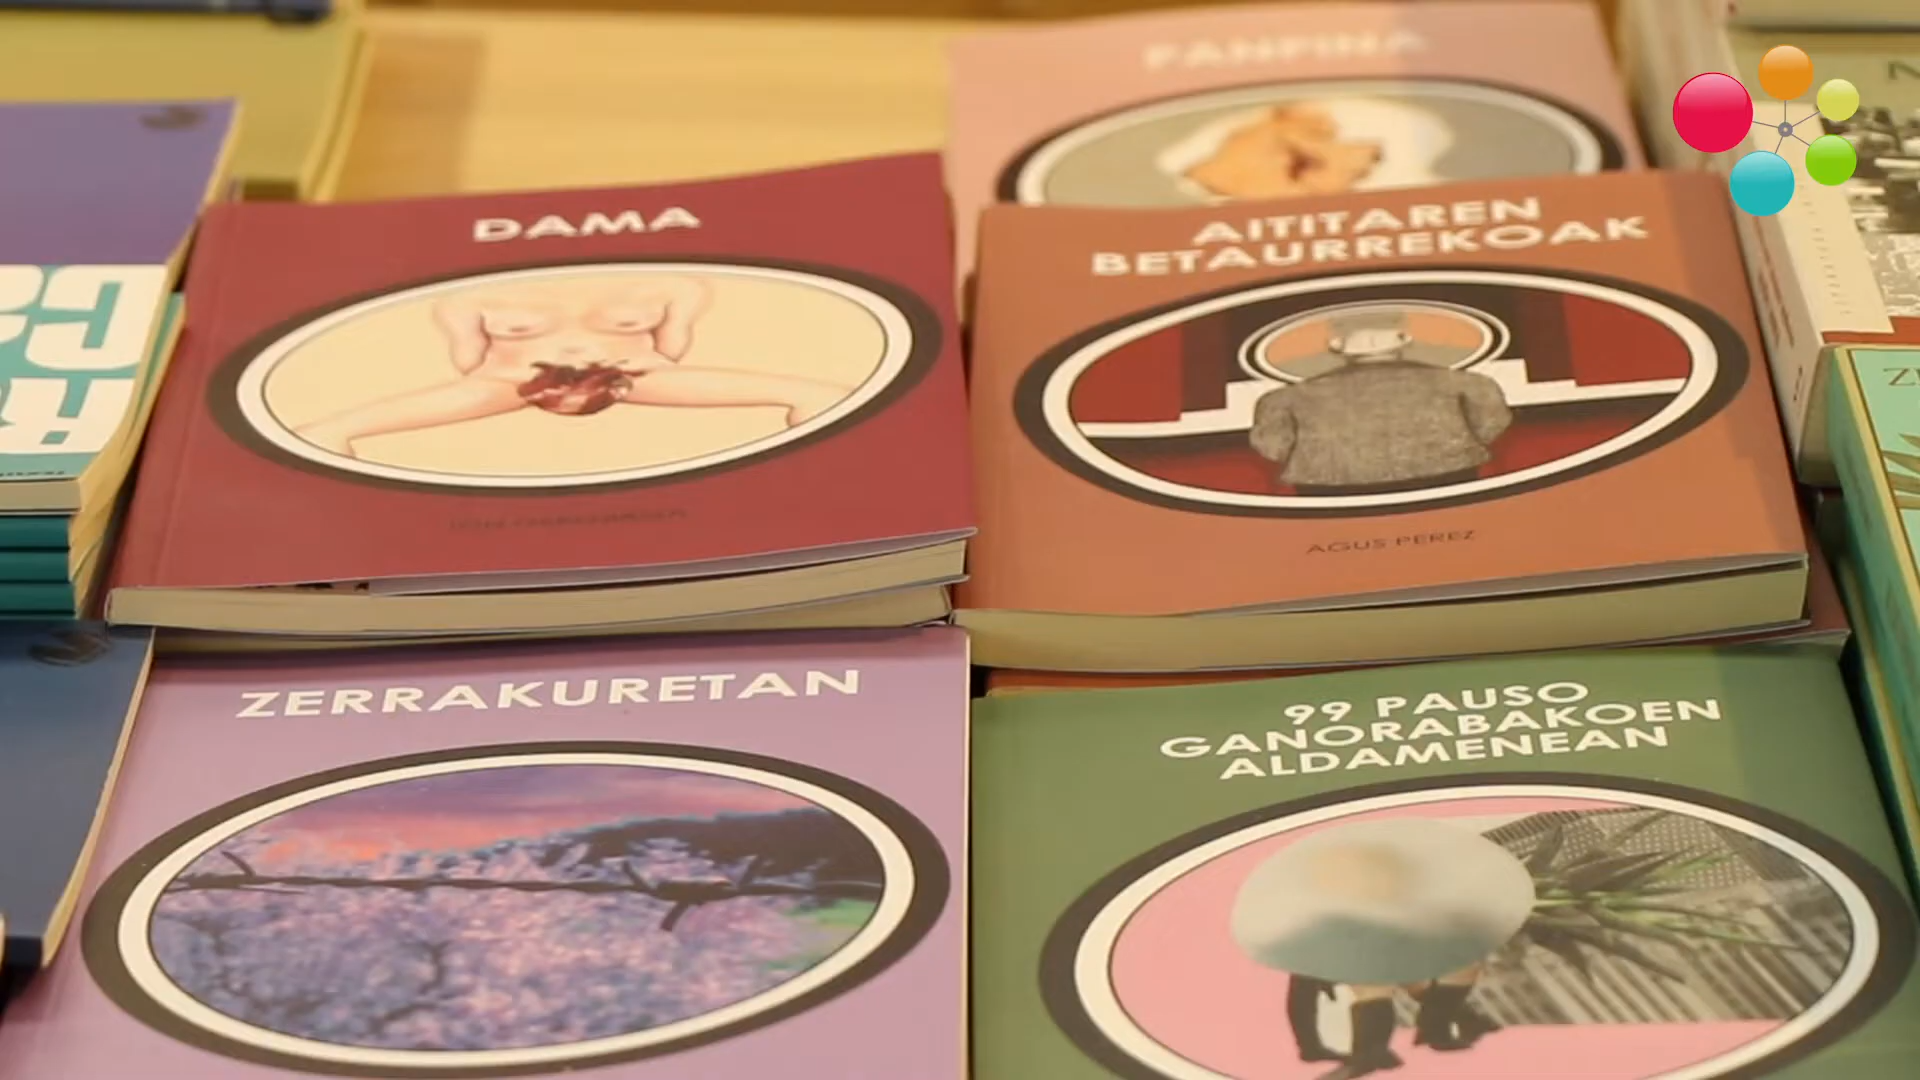 PANPINA
DAMA
AITITAREN
BETAURREKOAK
AGUS PEREZ
ZERRAKURETAN
99 PAUSO
GANORABAKOEN
ALDAMENEAN